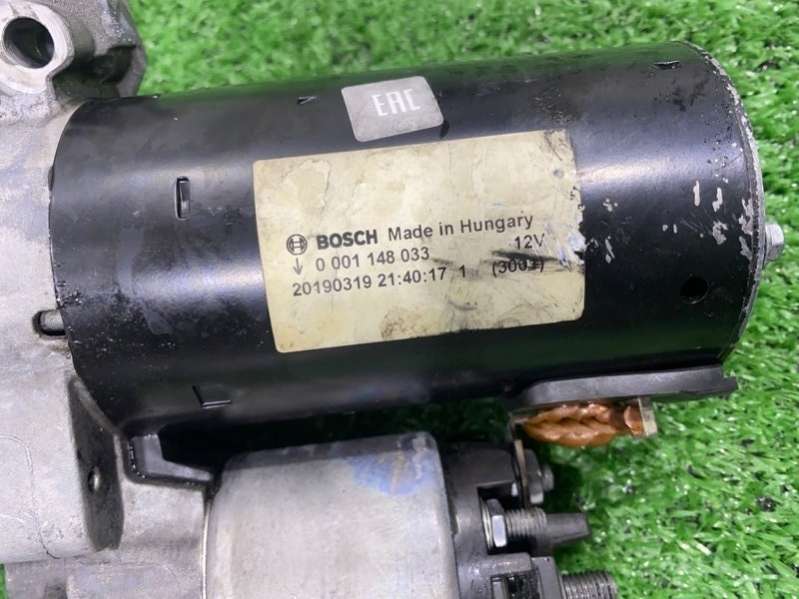 EAC
BOSCH Made in Hungary
0 001 148 033 12V
20190319 21:40:17 1